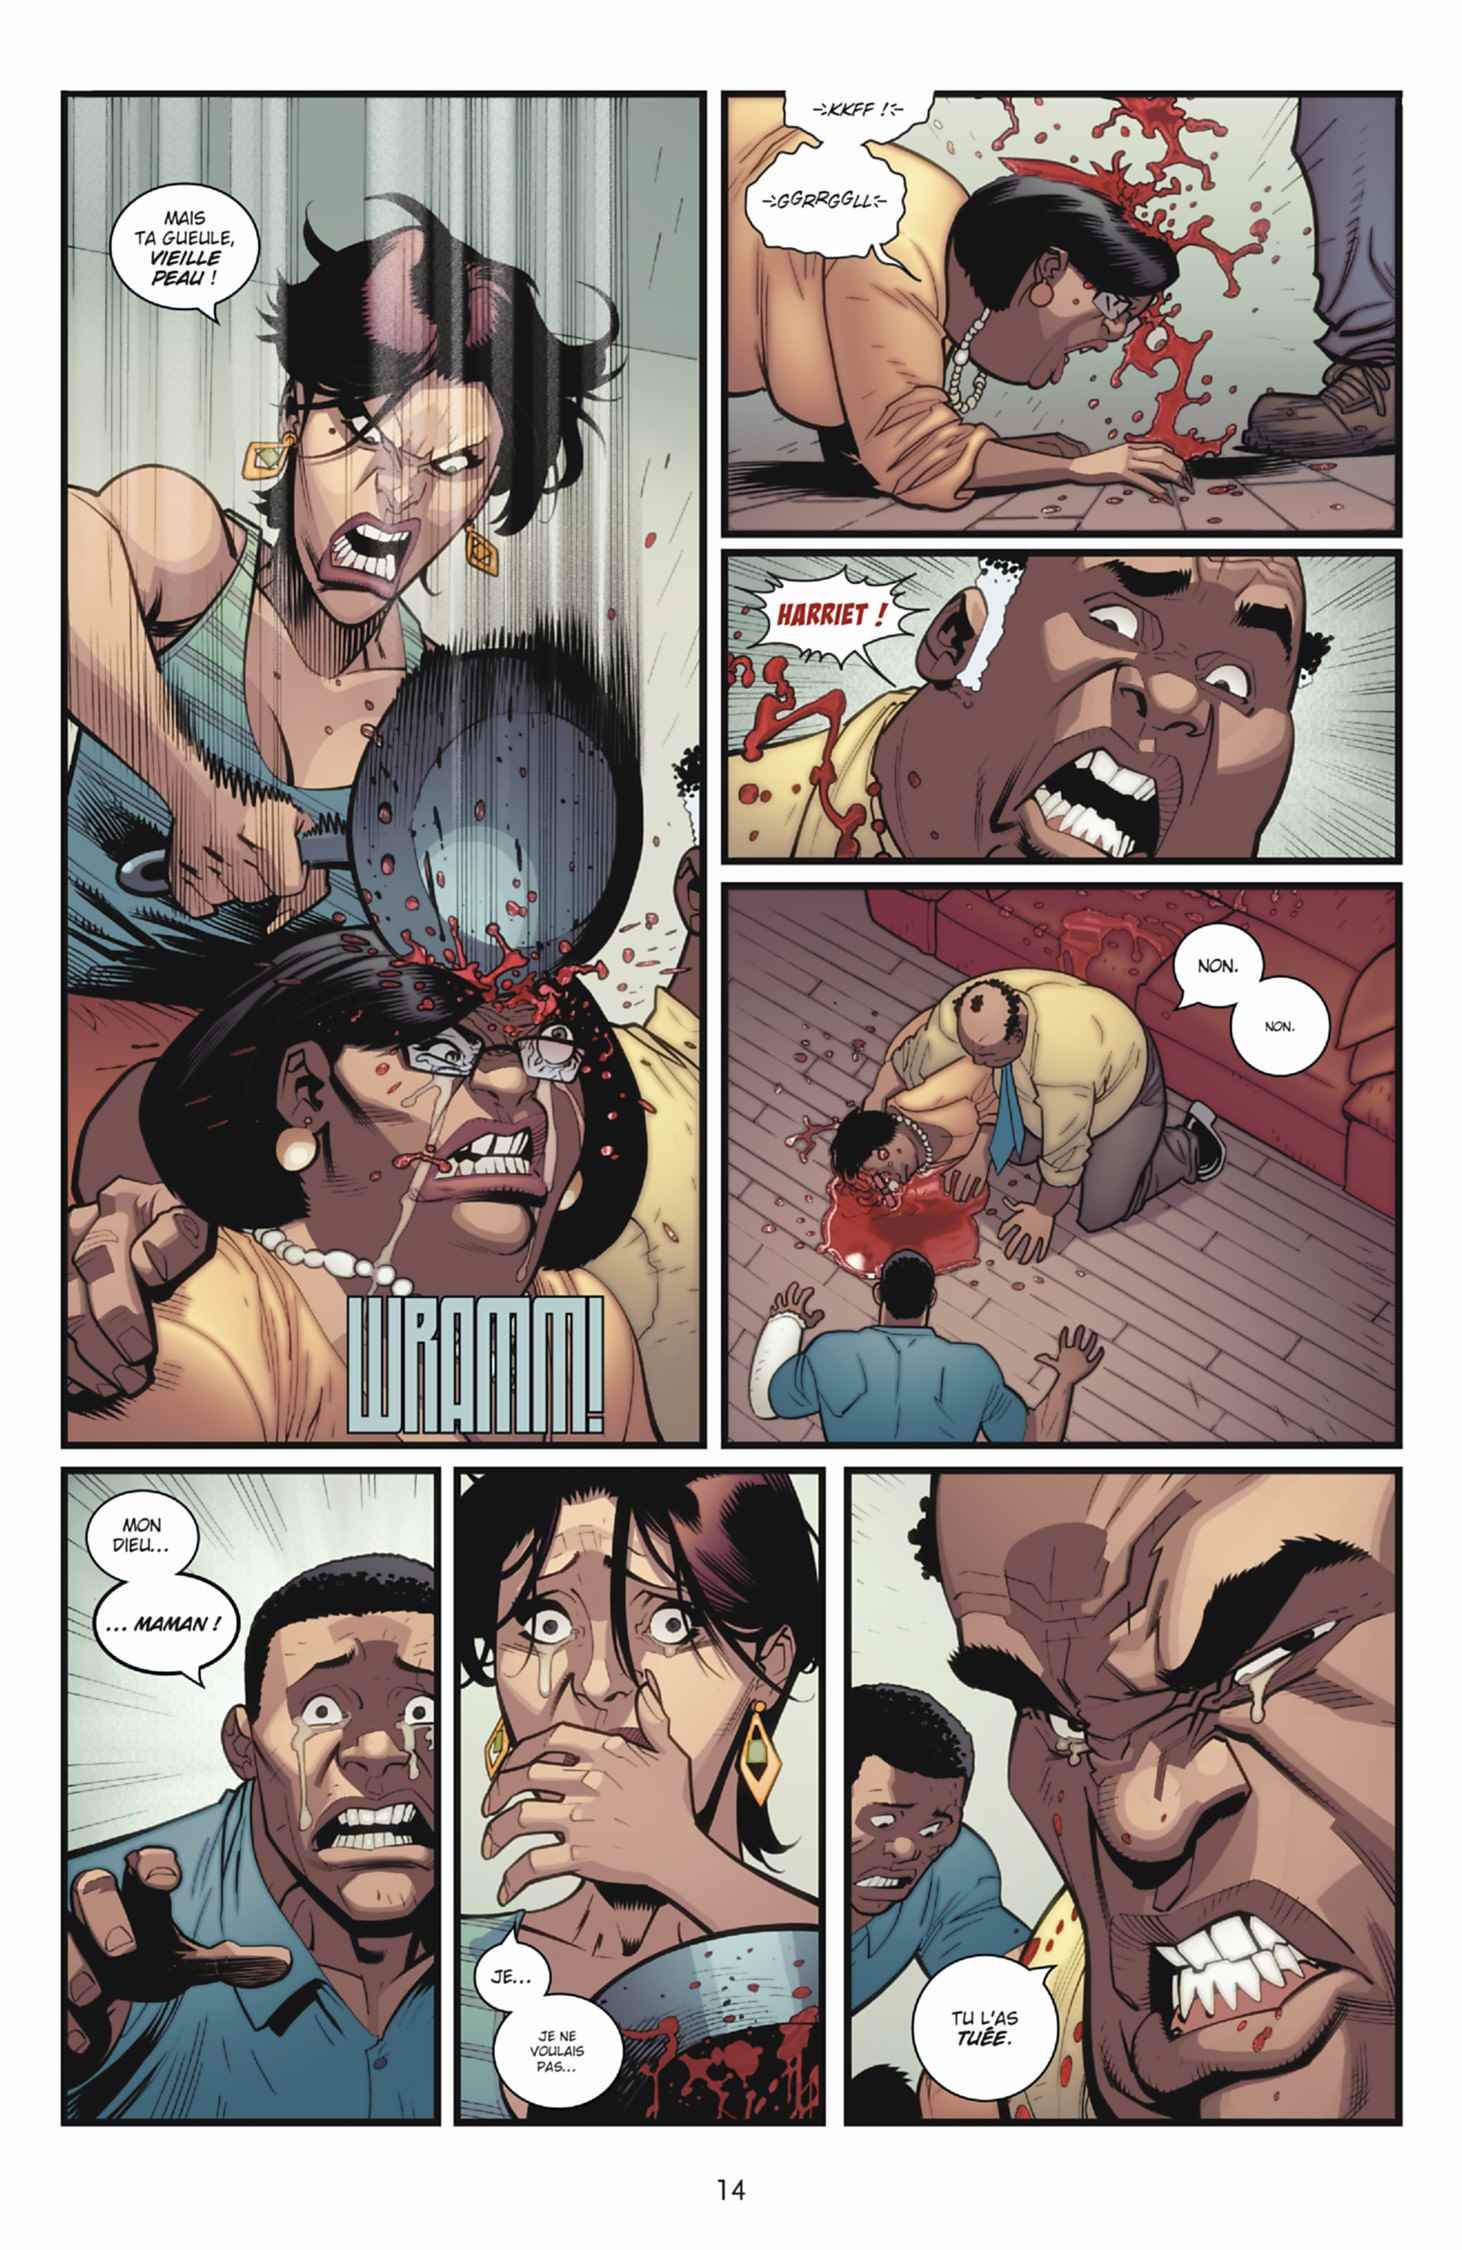 MAIS
TA GUEULE,
VIEILLE
PEAU !
WRAMM!
KKFF !
GGRRGGLL
HARRIET !
NON.
NON.
MON
DIEU...
... MAMAN !
JE...
JE NE
VOULAIS
PAS...
TU L'AS
TUÉE.
14